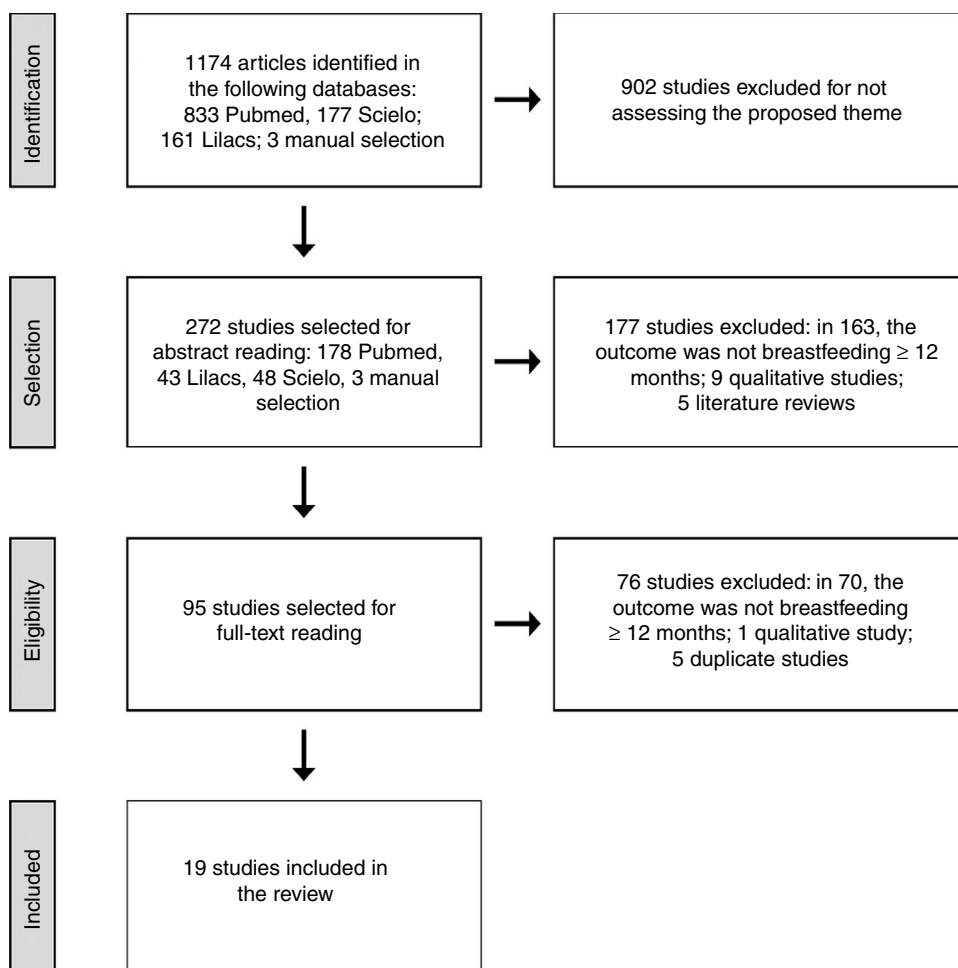 Identification
1174 articles identified in
the following databases:
833 Pubmed, 177 Scielo;
161 Lilacs; 3 manual selection
902 studies excluded for not
assessing the proposed theme
Selection
272 studies selected for
abstract reading: 178 Pubmed,
43 Lilacs, 48 Scielo, 3 manual
selection
177 studies excluded: in 163, the
outcome was not breastfeeding ≥ 12
months; 9 qualitative studies;
5 literature reviews
Eligibility
95 studies selected for
full-text reading
76 studies excluded: in 70, the
outcome was not breastfeeding
≥ 12 months; 1 qualitative study;
5 duplicate studies
Included
19 studies included in
the review